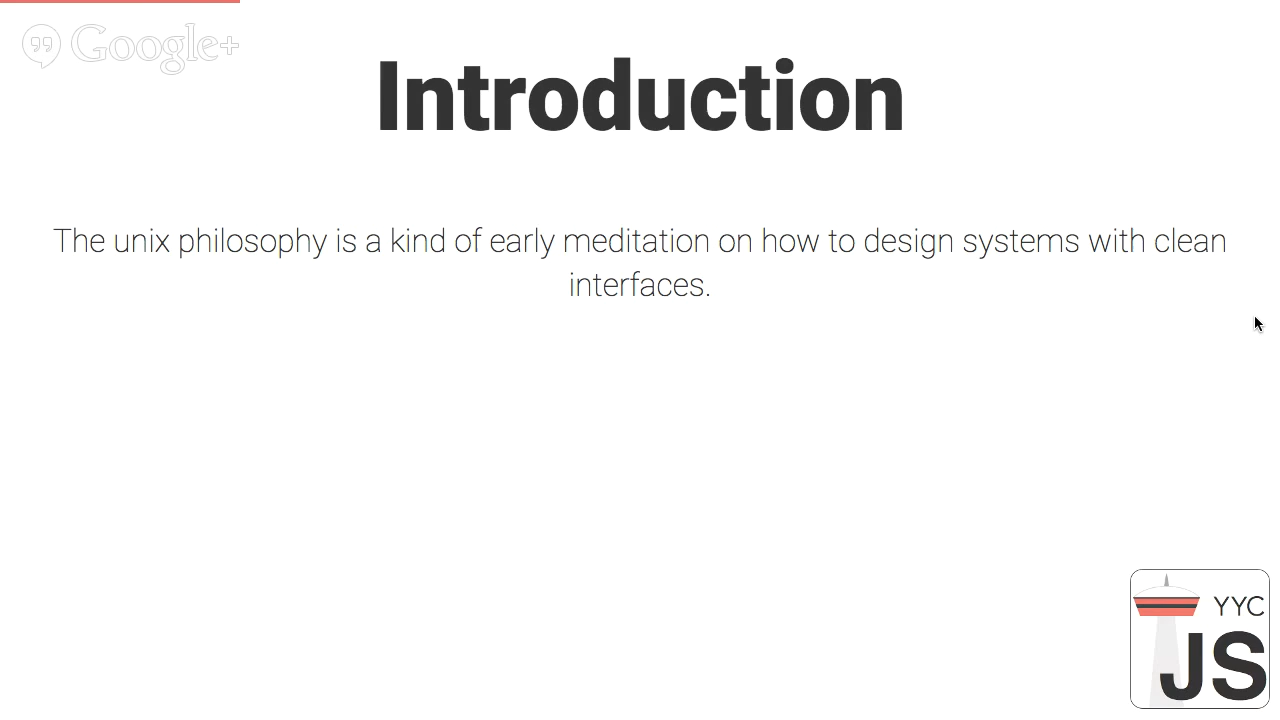 Google+
Introduction
The unix philosophy is a kind of early meditation on how to design systems with clean
interfaces.
YYC
JS